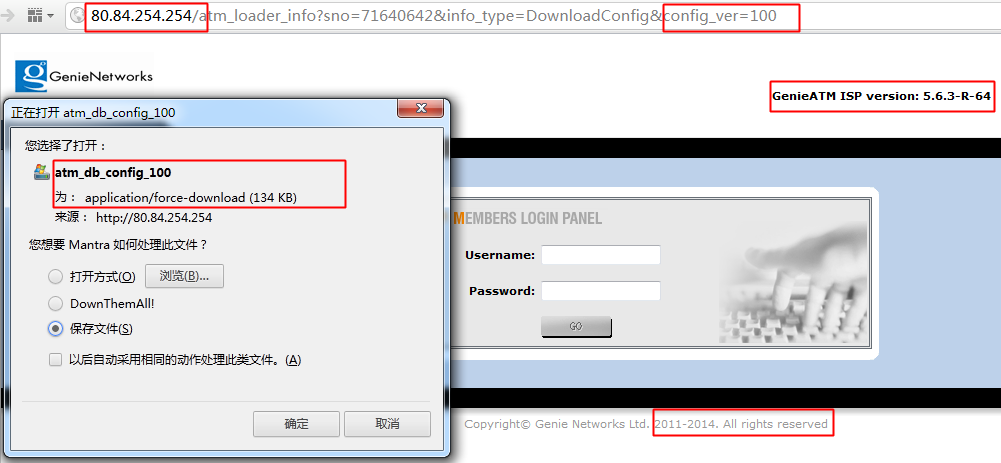 80.84.254.254/atm_loader_info?sno=71640642&info_type=DownloadConfig&config_ver=100
g GenieNetworks
GenieATM ISP version: 5.6.3-R-64
正在打开 atm_db_config_100
您选择了打开：
atm_db_config_100
为： application/force-download (134 KB)
来源： http://80.84.254.254
您想要 Mantra 如何处理此文件？
打开方式(O) 浏览(B)...
DownThemAll!
保存文件(S)
以后自动采用相同的动作处理此类文件。(A)
确定 取消
MEMBERS LOGIN PANEL
Username:
Password:
GO
Copyright© Genie Networks Ltd. 2011-2014. All rights reserved